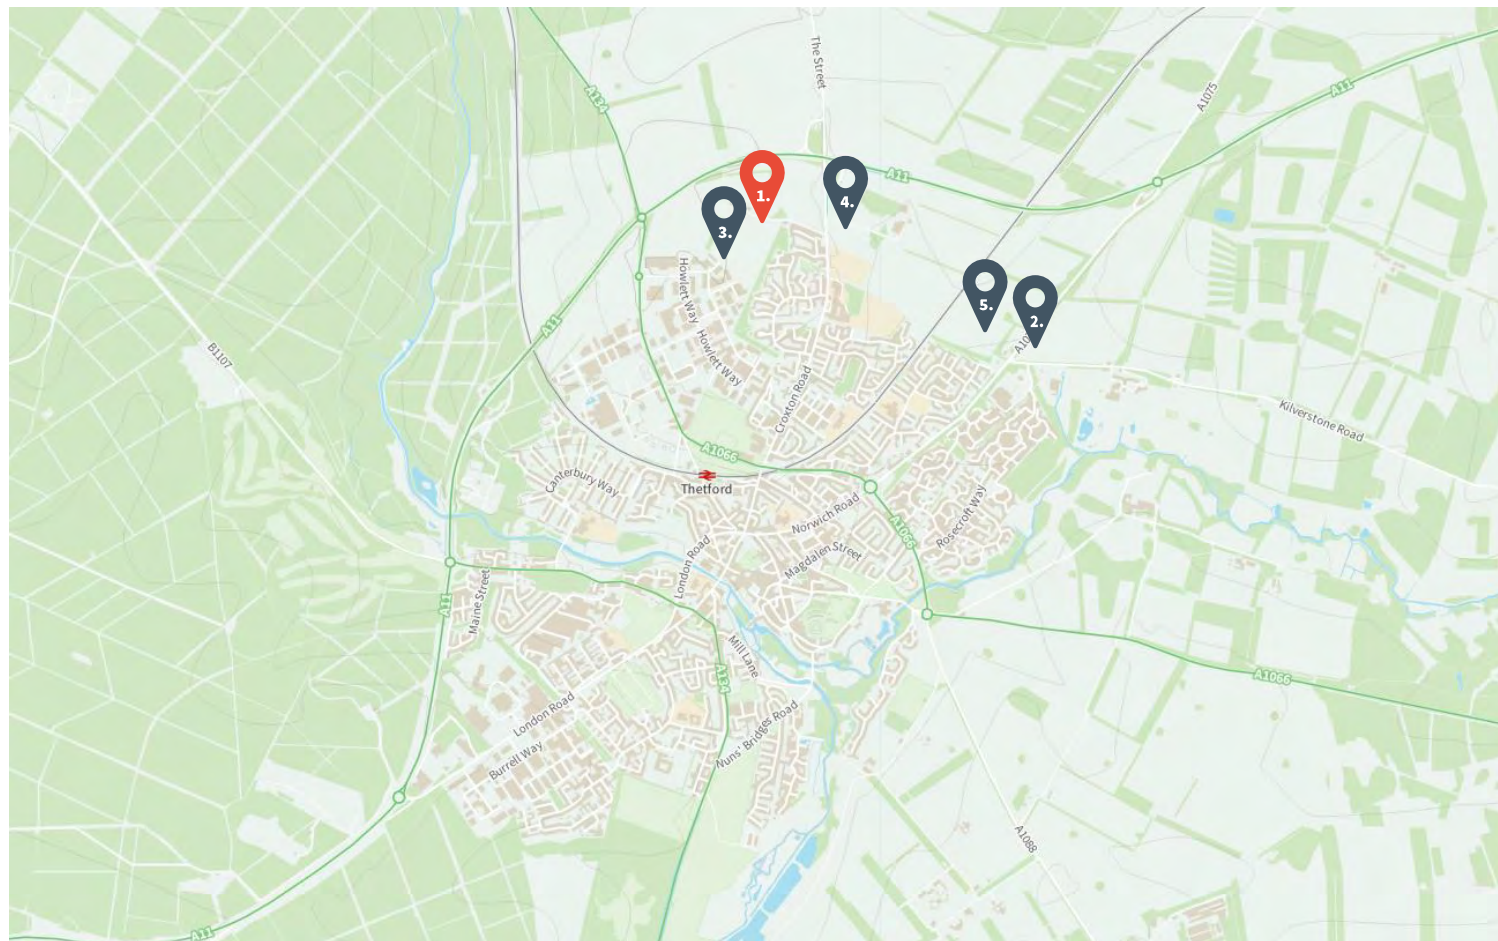 The Street
A134
A1075
A11
A11
1.
4.
3.
Howlett Way
5.
2.
A10
A11
B1107
Howlett Way
Croxton Road
Kilverstone Road
A1066
Canterbury Way
Thetford
Norwich Road
Rosecroft Way
A1066
London Road
Magdalen Street
Maine Street
A11
Mill Lane
A134
A1066
London Road
Nuns' Bridges Road
Burrell Way
A1088
A11